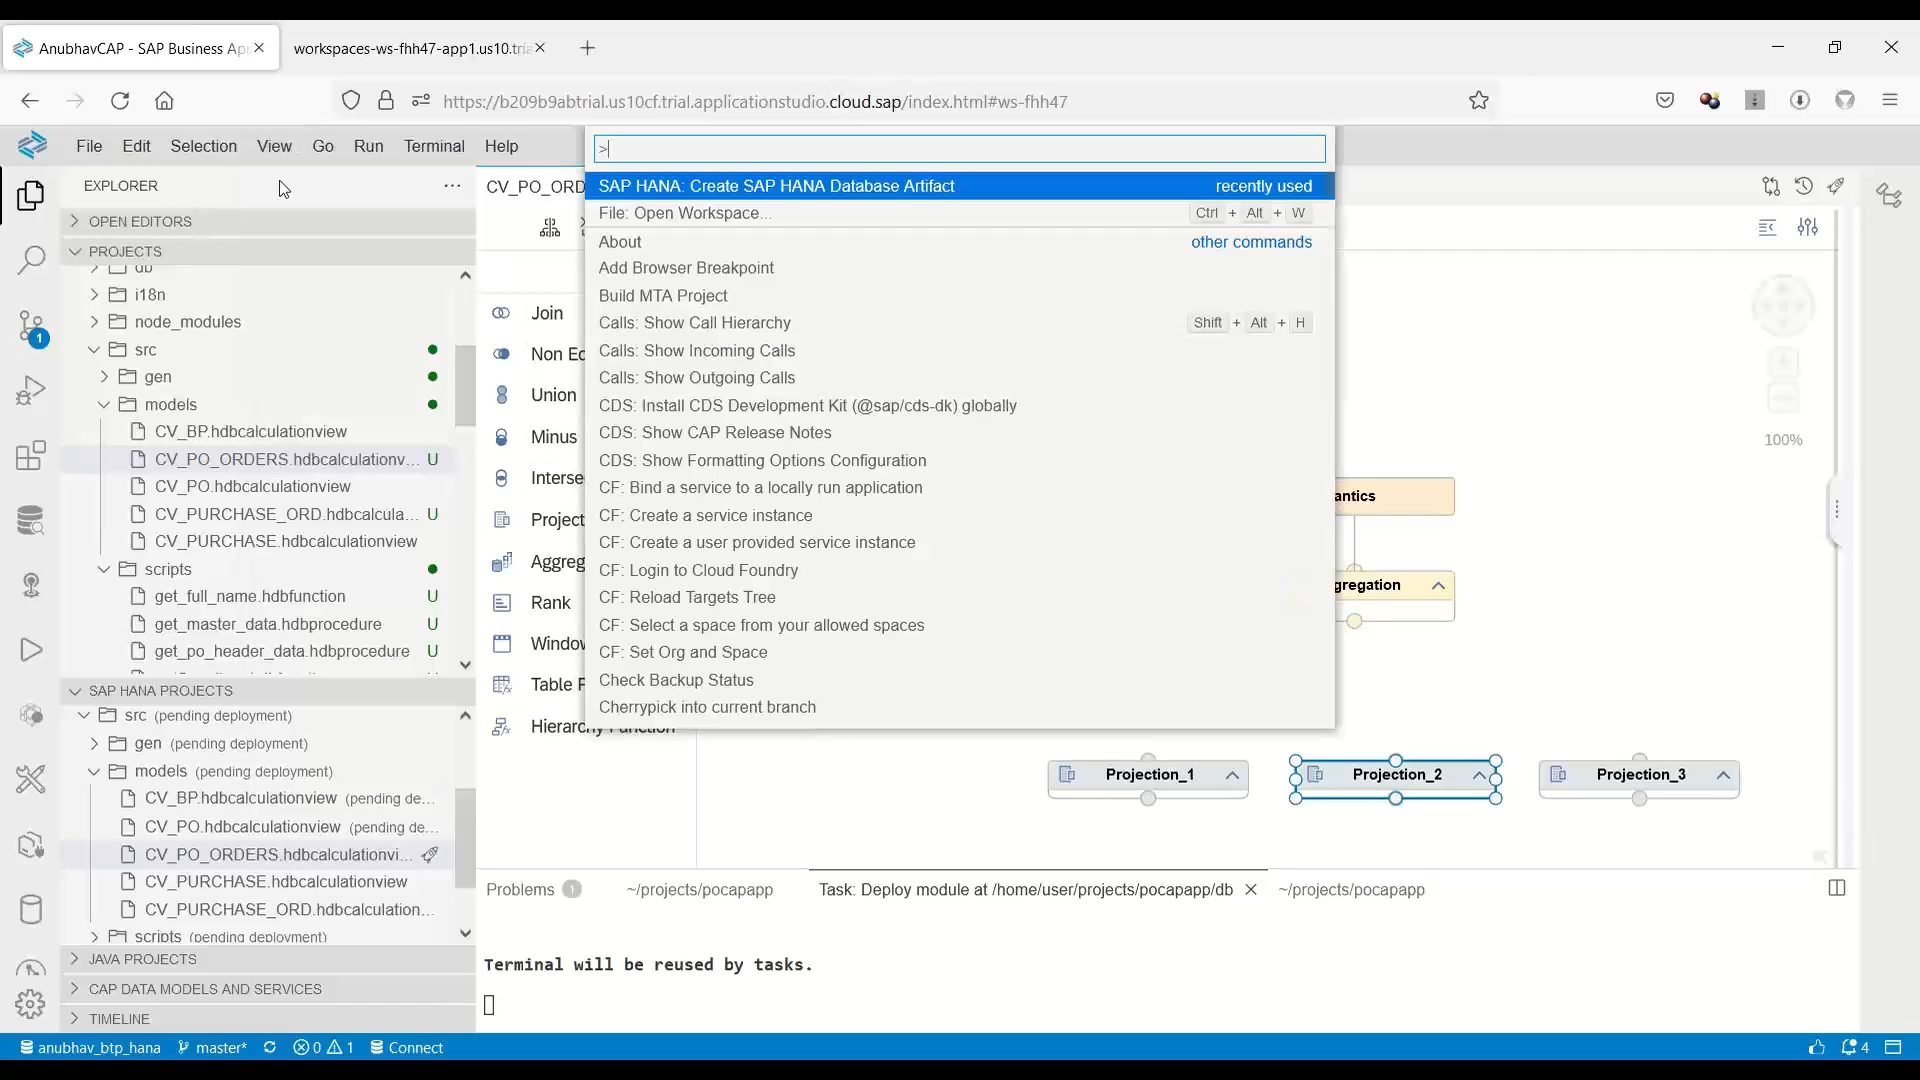 AnubhavCAP - SAP Business Ap
workspaces-ws-fhh47-app1.us10.tria
https://b209b9abtrial.us10cf.trial.applicationstudio.cloud.sap/index.html#ws-fhh47
File Edit Selection View Go Run Terminal Help
>
SAP HANA: Create SAP HANA Database Artifact recently used
File: Open Workspace... Ctrl + Alt + W
About other commands
Add Browser Breakpoint
Build MTA Project
Calls: Show Call Hierarchy Shift + Alt + H
Calls: Show Incoming Calls
Calls: Show Outgoing Calls
CDS: Install CDS Development Kit (@sap/cds-dk) globally
CDS: Show CAP Release Notes
CDS: Show Formatting Options Configuration
CF: Bind a service to a locally run application
CF: Create a service instance
CF: Create a user provided service instance
CF: Login to Cloud Foundry
CF: Reload Targets Tree
CF: Select a space from your allowed spaces
CF: Set Org and Space
Check Backup Status
Cherrypick into current branch
EXPLORER
OPEN EDITORS
PROJECTS
db
i18n
node_modules
src
gen
models
CV_BP.hdbcalculationview
CV_PO_ORDERS.hdbcalculationv... U
CV_PO.hdbcalculationview
CV_PURCHASE_ORD.hdbcalcula... U
CV_PURCHASE.hdbcalculationview
scripts
get_full_name.hdbfunction U
get_master_data.hdbprocedure U
get_po_header_data.hdbprocedure U
SAP HANA PROJECTS
src (pending deployment)
gen (pending deployment)
models (pending deployment)
CV_BP.hdbcalculationview (pending de...
CV_PO.hdbcalculationview (pending de...
CV_PO_ORDERS.hdbcalculationvi...
CV_PURCHASE.hdbcalculationview
CV_PURCHASE_ORD.hdbcalculation...
scripts (pending deployment)
JAVA PROJECTS
CAP DATA MODELS AND SERVICES
TIMELINE
1
CV_PO_ORD
Join
Non Eq
Union
Minus
Interse
Project
Aggreg
Rank
Window
Table F
Hierarchy Function
100%
antics
gregation
Projection_1
Projection_2
Projection_3
Problems 1 ~/projects/pocapapp Task: Deploy module at /home/user/projects/pocapapp/db ~/projects/pocapapp
Terminal will be reused by tasks.
anubhav_btp_hana master* 0 1 Connect 4